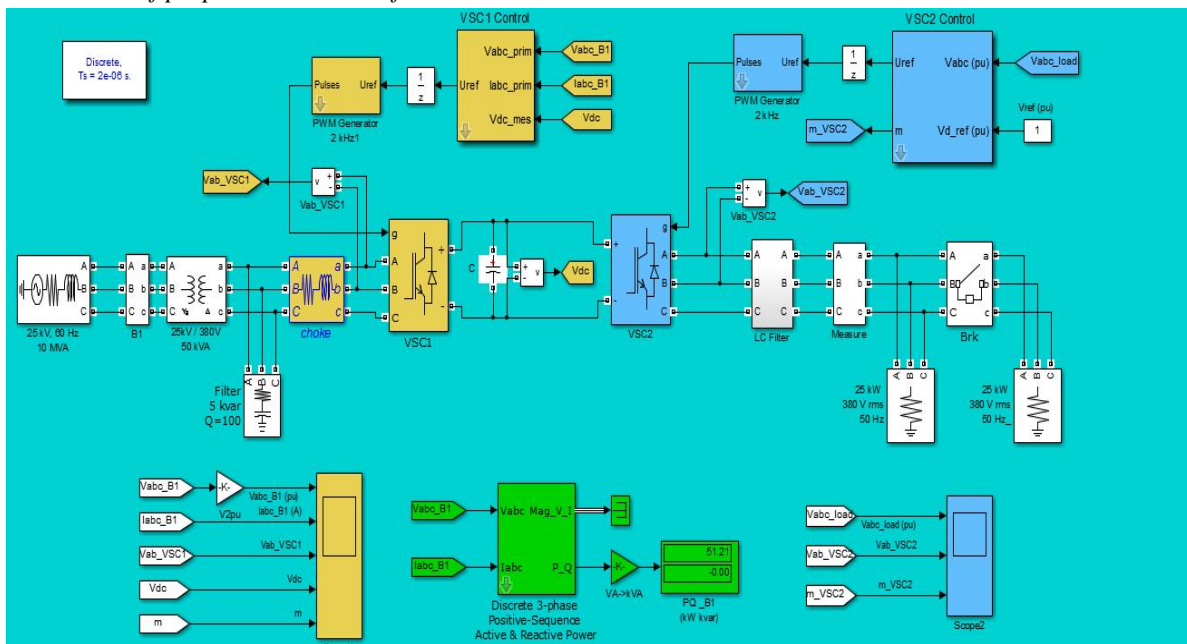 VSC1 Control
VSC2 Control
Discrete,
Ts = 2e-06 s.
Pulses
Uref
PWM Generator
2 kHz1
1
z
Uref
Vabc_prim
Iabc_prim
Vdc_mes
Vabc_B1
Iabc_B1
Vdc
Pulses
Uref
PWM Generator
2 kHz
1
z
Uref
m
Vabc (pu)
Vd_ref (pu)
Vabc_load
Vref (pu)
1
m_VSC2
Vab_VSC1
v
+
-
Vab_VSC1
v
+
-
Vab_VSC2
Vab_VSC2
A
B
C
25 kV, 60 Hz
10 MVA
A
B
C
a
b
c
B1
A
B
C
a
b
c
Yg
Δ
25kV / 380V
50 kVA
A
B
C
a
b
c
choke
g
A
B
C
+
-
VSC1
C
+
+
-
v
Vdc
g
+
-
A
B
C
VSC2
A
B
C
A
B
C
LC Filter
A
B
C
a
b
c
Measure
A
B
C
a
b
c
Brk
A
B
C
Filter
5 kvar
Q=100
A
B
C
25 kW
380 V rms
50 Hz
A
B
C
25 kW
380 V rms
50 Hz_
Vabc_B1
-K-
V2pu
Vabc_B1 (pu)
Iabc_B1
Iabc_B1 (A)
Vab_VSC1
Vab_VSC1
Vdc
Vdc
m
m
Vabc_B1
Iabc_B1
Vabc
Mag_V_I
Iabc
P_Q
Discrete 3-phase
Positive-Sequence
Active & Reactive Power
-K-
VA->kVA
51.21
-0.00
PQ _B1
(kW kvar)
Vabc_load
Vabc_load (pu)
Vab_VSC2
Vab_VSC2
m_VSC2
m_VSC2
Scope2